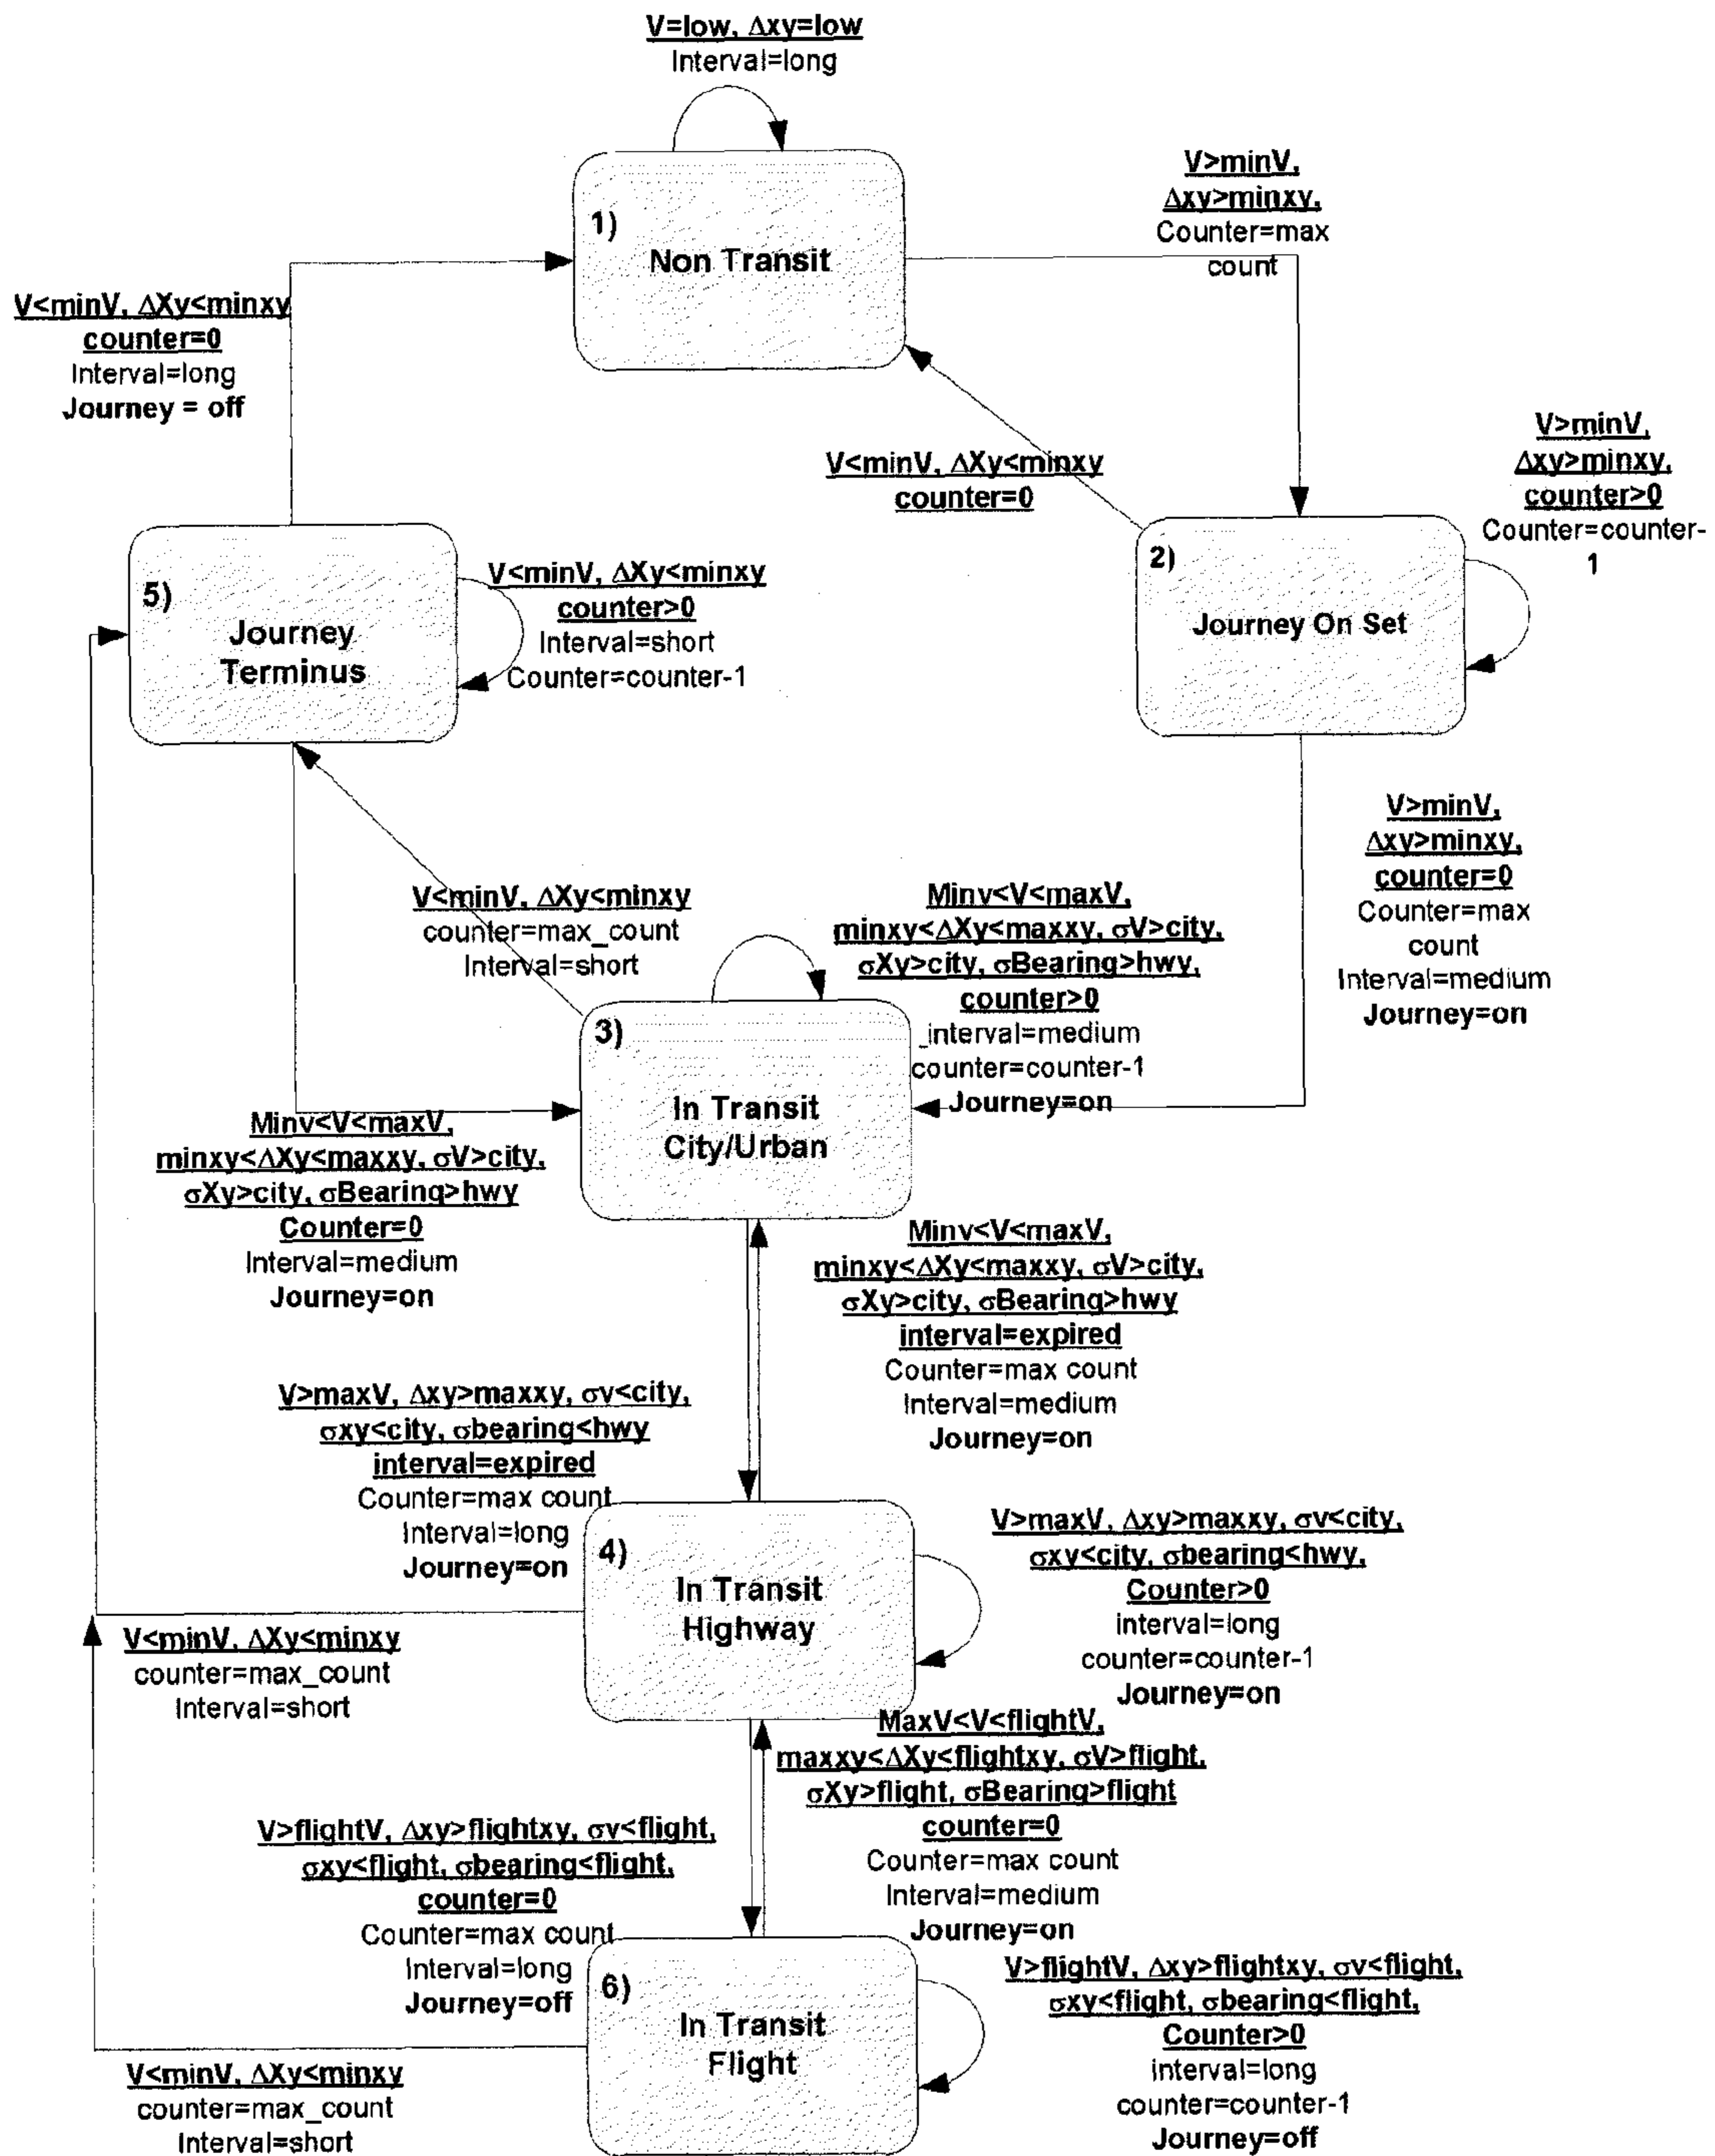 V=low, Δxy=low
Interval=long
1)
Non Transit
V>minV,
Δxy>minxy,
Counter=max
count
V<minV, ΔXy<minxy
counter=0
Interval=long
Journey = off
V<minV, ΔXy<minxy
counter=0
V>minV,
Δxy>minxy,
counter>0
Counter=counter-
1
2)
Journey On Set
5)
Journey
Terminus
V<minV, ΔXy<minxy
counter>0
Interval=short
Counter=counter-1
V>minV,
Δxy>minxy,
counter=0
Counter=max
count
Interval=medium
Journey=on
V<minV, ΔXy<minxy
counter=max_count
Interval=short
Minv<V<maxV,
minxy<ΔXy<maxxy, σV>city,
σXy>city, σBearing>hwy,
counter>0
interval=medium
counter=counter-1
Journey=on
3)
In Transit
City/Urban
Minv<V<maxV,
minxy<ΔXy<maxxy, σV>city,
σXy>city, σBearing>hwy
Counter=0
Interval=medium
Journey=on
Minv<V<maxV,
minxy<ΔXy<maxxy, σV>city,
σXy>city, σBearing>hwy
interval=expired
Counter=max count
Interval=medium
Journey=on
V>maxV, Δxy>maxxy, σv<city,
σxy<city, σbearing<hwy
interval=expired
Counter=max count
Interval=long
Journey=on
4)
In Transit
Highway
V>maxV, Δxy>maxxy, σv<city,
σxy<city, σbearing<hwy,
Counter>0
interval=long
counter=counter-1
Journey=on
V<minV, ΔXy<minxy
counter=max_count
Interval=short
MaxV<V<flightV,
maxxy<ΔXy<flightxy, σV>flight,
σXy>flight, σBearing>flight
counter=0
Counter=max count
Interval=medium
Journey=on
V>flightV, Δxy>flightxy, σv<flight,
σxy<flight, σbearing<flight,
counter=0
Counter=max count
Interval=long
Journey=off
6)
In Transit
Flight
V>flightV, Δxy>flightxy, σv<flight,
σxy<flight, σbearing<flight,
Counter>0
interval=long
counter=counter-1
Journey=off
V<minV, ΔXy<minxy
counter=max_count
Interval=short